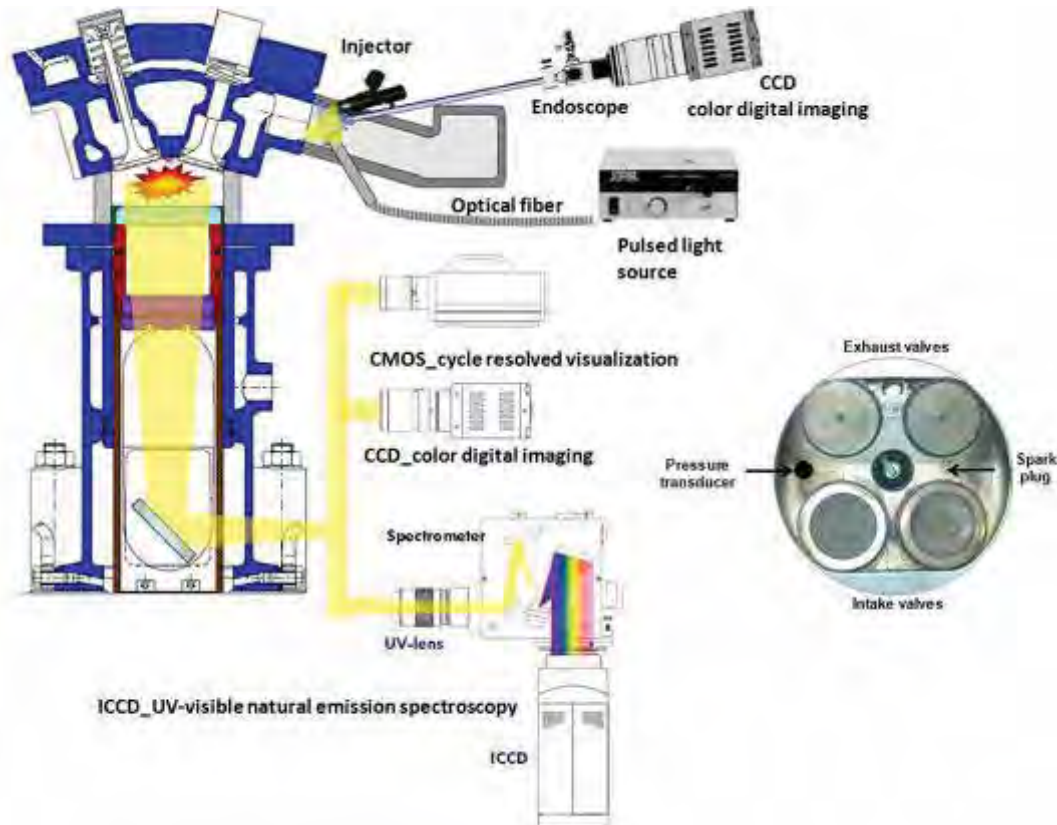 Injector
Endoscope
CCD
color digital imaging
Optical fiber
Pulsed light
source
CMOS_cycle resolved visualization
CCD_color digital imaging
Exhaust valves
Pressure
transducer
Spark
plug
Intake valves
Spectrometer
UV-lens
ICCD_UV-visible natural emission spectroscopy
ICCD